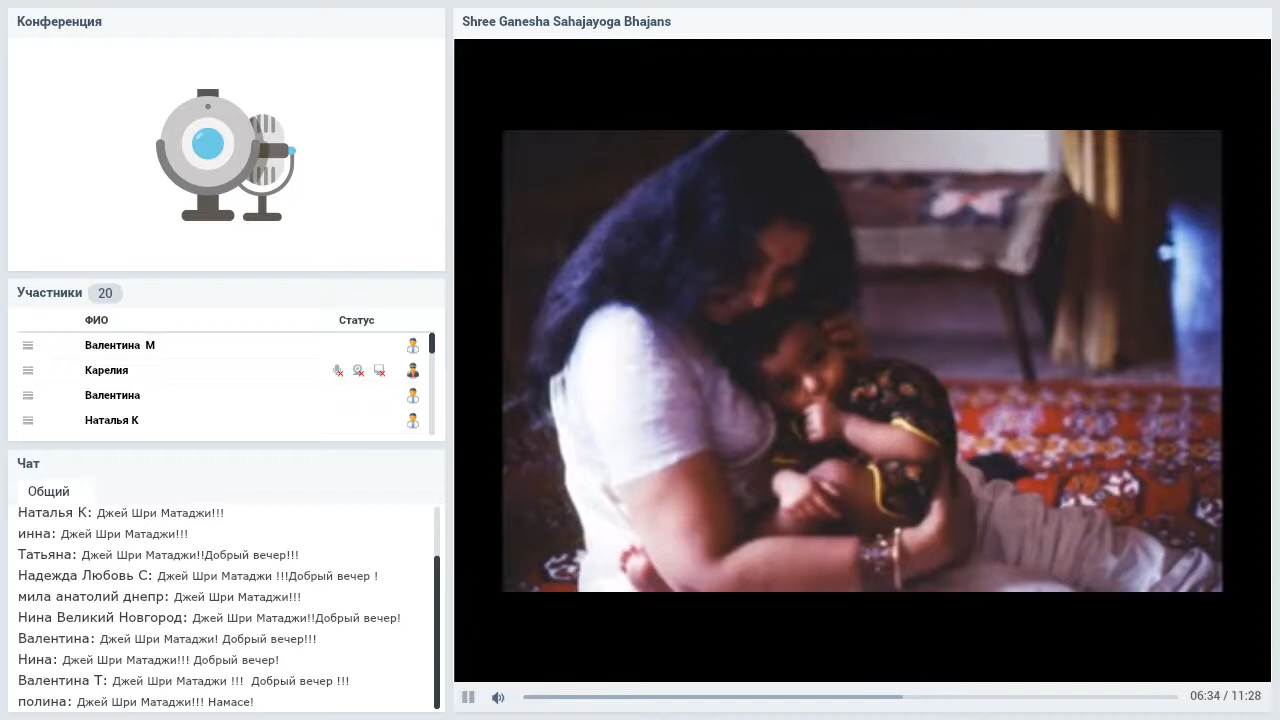 Конференция
Участники 20
ФИО Статус
Валентина М
Карелия
Валентина
Наталья К
Чат
Общий
Наталья К: Джей Шри Матаджи!!!
инна: Джей Шри Матаджи!!!
Татьяна: Джей Шри Матаджи!!Добрый вечер!!!
Надежда Любовь С: Джей Шри Матаджи !!!Добрый вечер !
мила анатолий днепр: Джей Шри Матаджи!!!
Нина Великий Новгород: Джей Шри Матаджи!!Добрый вечер!
Валентина: Джей Шри Матаджи! Добрый вечер!!!
Нина: Джей Шри Матаджи!!! Добрый вечер!
Валентина Т: Джей Шри Матаджи !!! Добрый вечер !!!
полина: Джей Шри Матаджи!!! Намасе!
Shree Ganesha Sahajayoga Bhajans
06:34 / 11:28